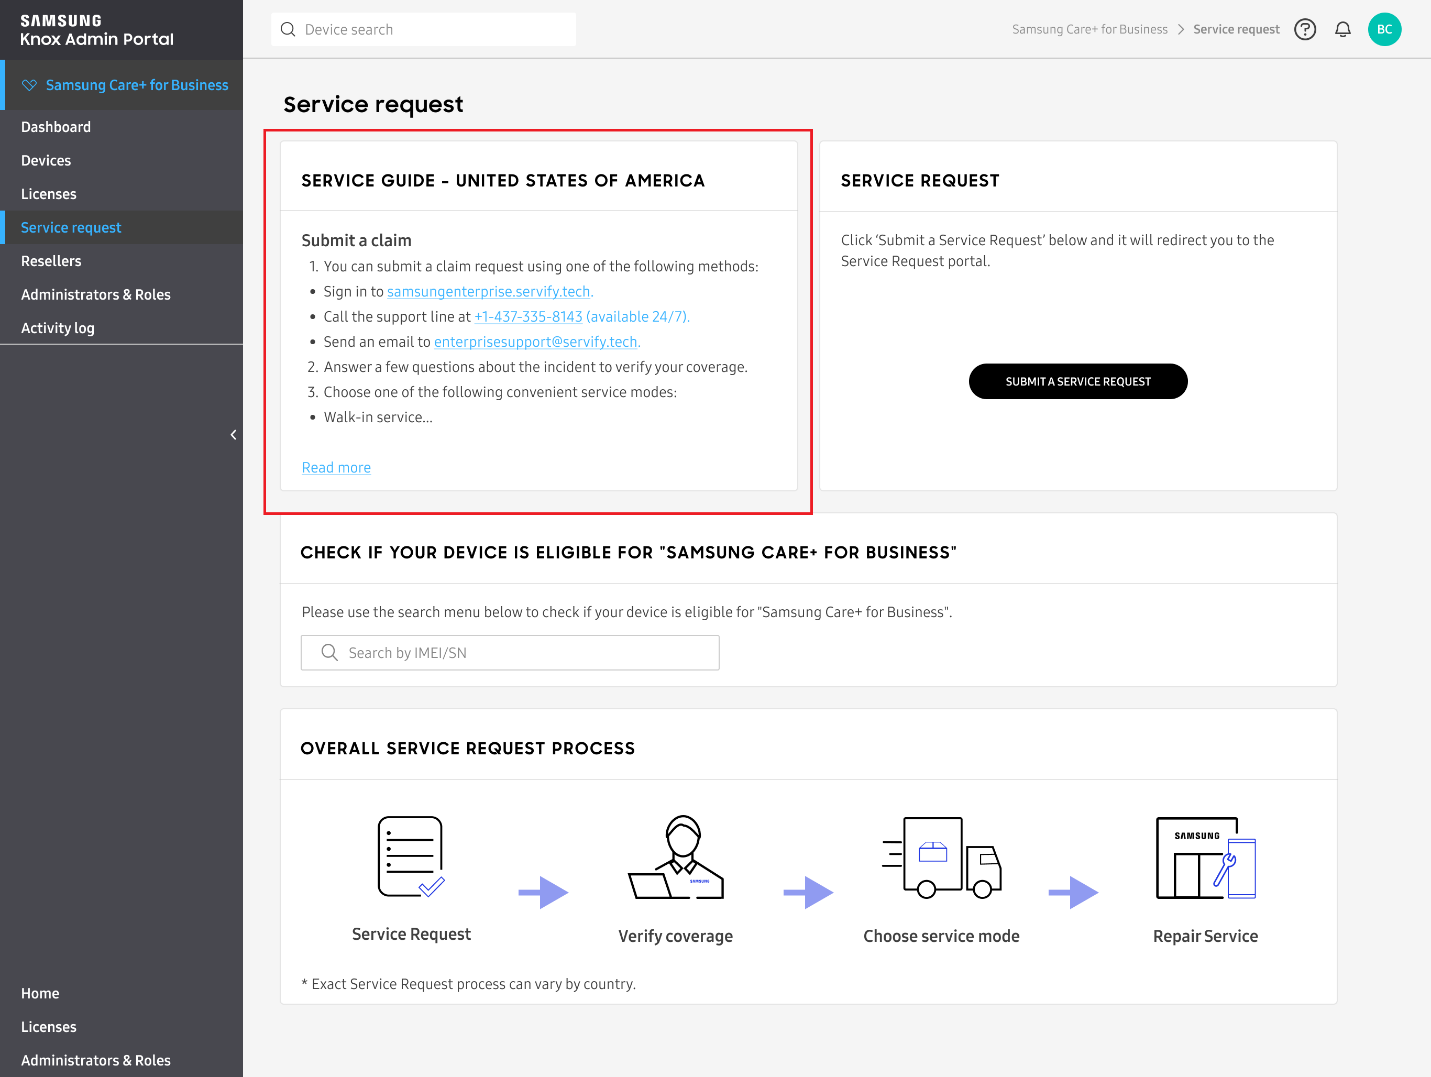 SAMSUNG
Knox Admin Portal
Device search
Samsung Care+ for Business > Service request
BC
Samsung Care+ for Business
Dashboard
Devices
Licenses
Service request
Resellers
Administrators & Roles
Activity log
Home
Licenses
Administrators & Roles
Service request
SERVICE GUIDE - UNITED STATES OF AMERICA
Submit a claim
1. You can submit a claim request using one of the following methods:
• Sign in to samsungenterprise.servify.tech.
• Call the support line at +1-437-335-8143 (available 24/7).
• Send an email to enterprisesupport@servify.tech.
2. Answer a few questions about the incident to verify your coverage.
3. Choose one of the following convenient service modes:
• Walk-in service...
Read more
SERVICE REQUEST
Click ‘Submit a Service Request’ below and it will redirect you to the
Service Request portal.
SUBMIT A SERVICE REQUEST
CHECK IF YOUR DEVICE IS ELIGIBLE FOR "SAMSUNG CARE+ FOR BUSINESS"
Please use the search menu below to check if your device is eligible for "Samsung Care+ for Business".
Search by IMEI/SN
OVERALL SERVICE REQUEST PROCESS
SAMSUNG
SAMSUNG
Service Request
Verify coverage
Choose service mode
Repair Service
* Exact Service Request process can vary by country.